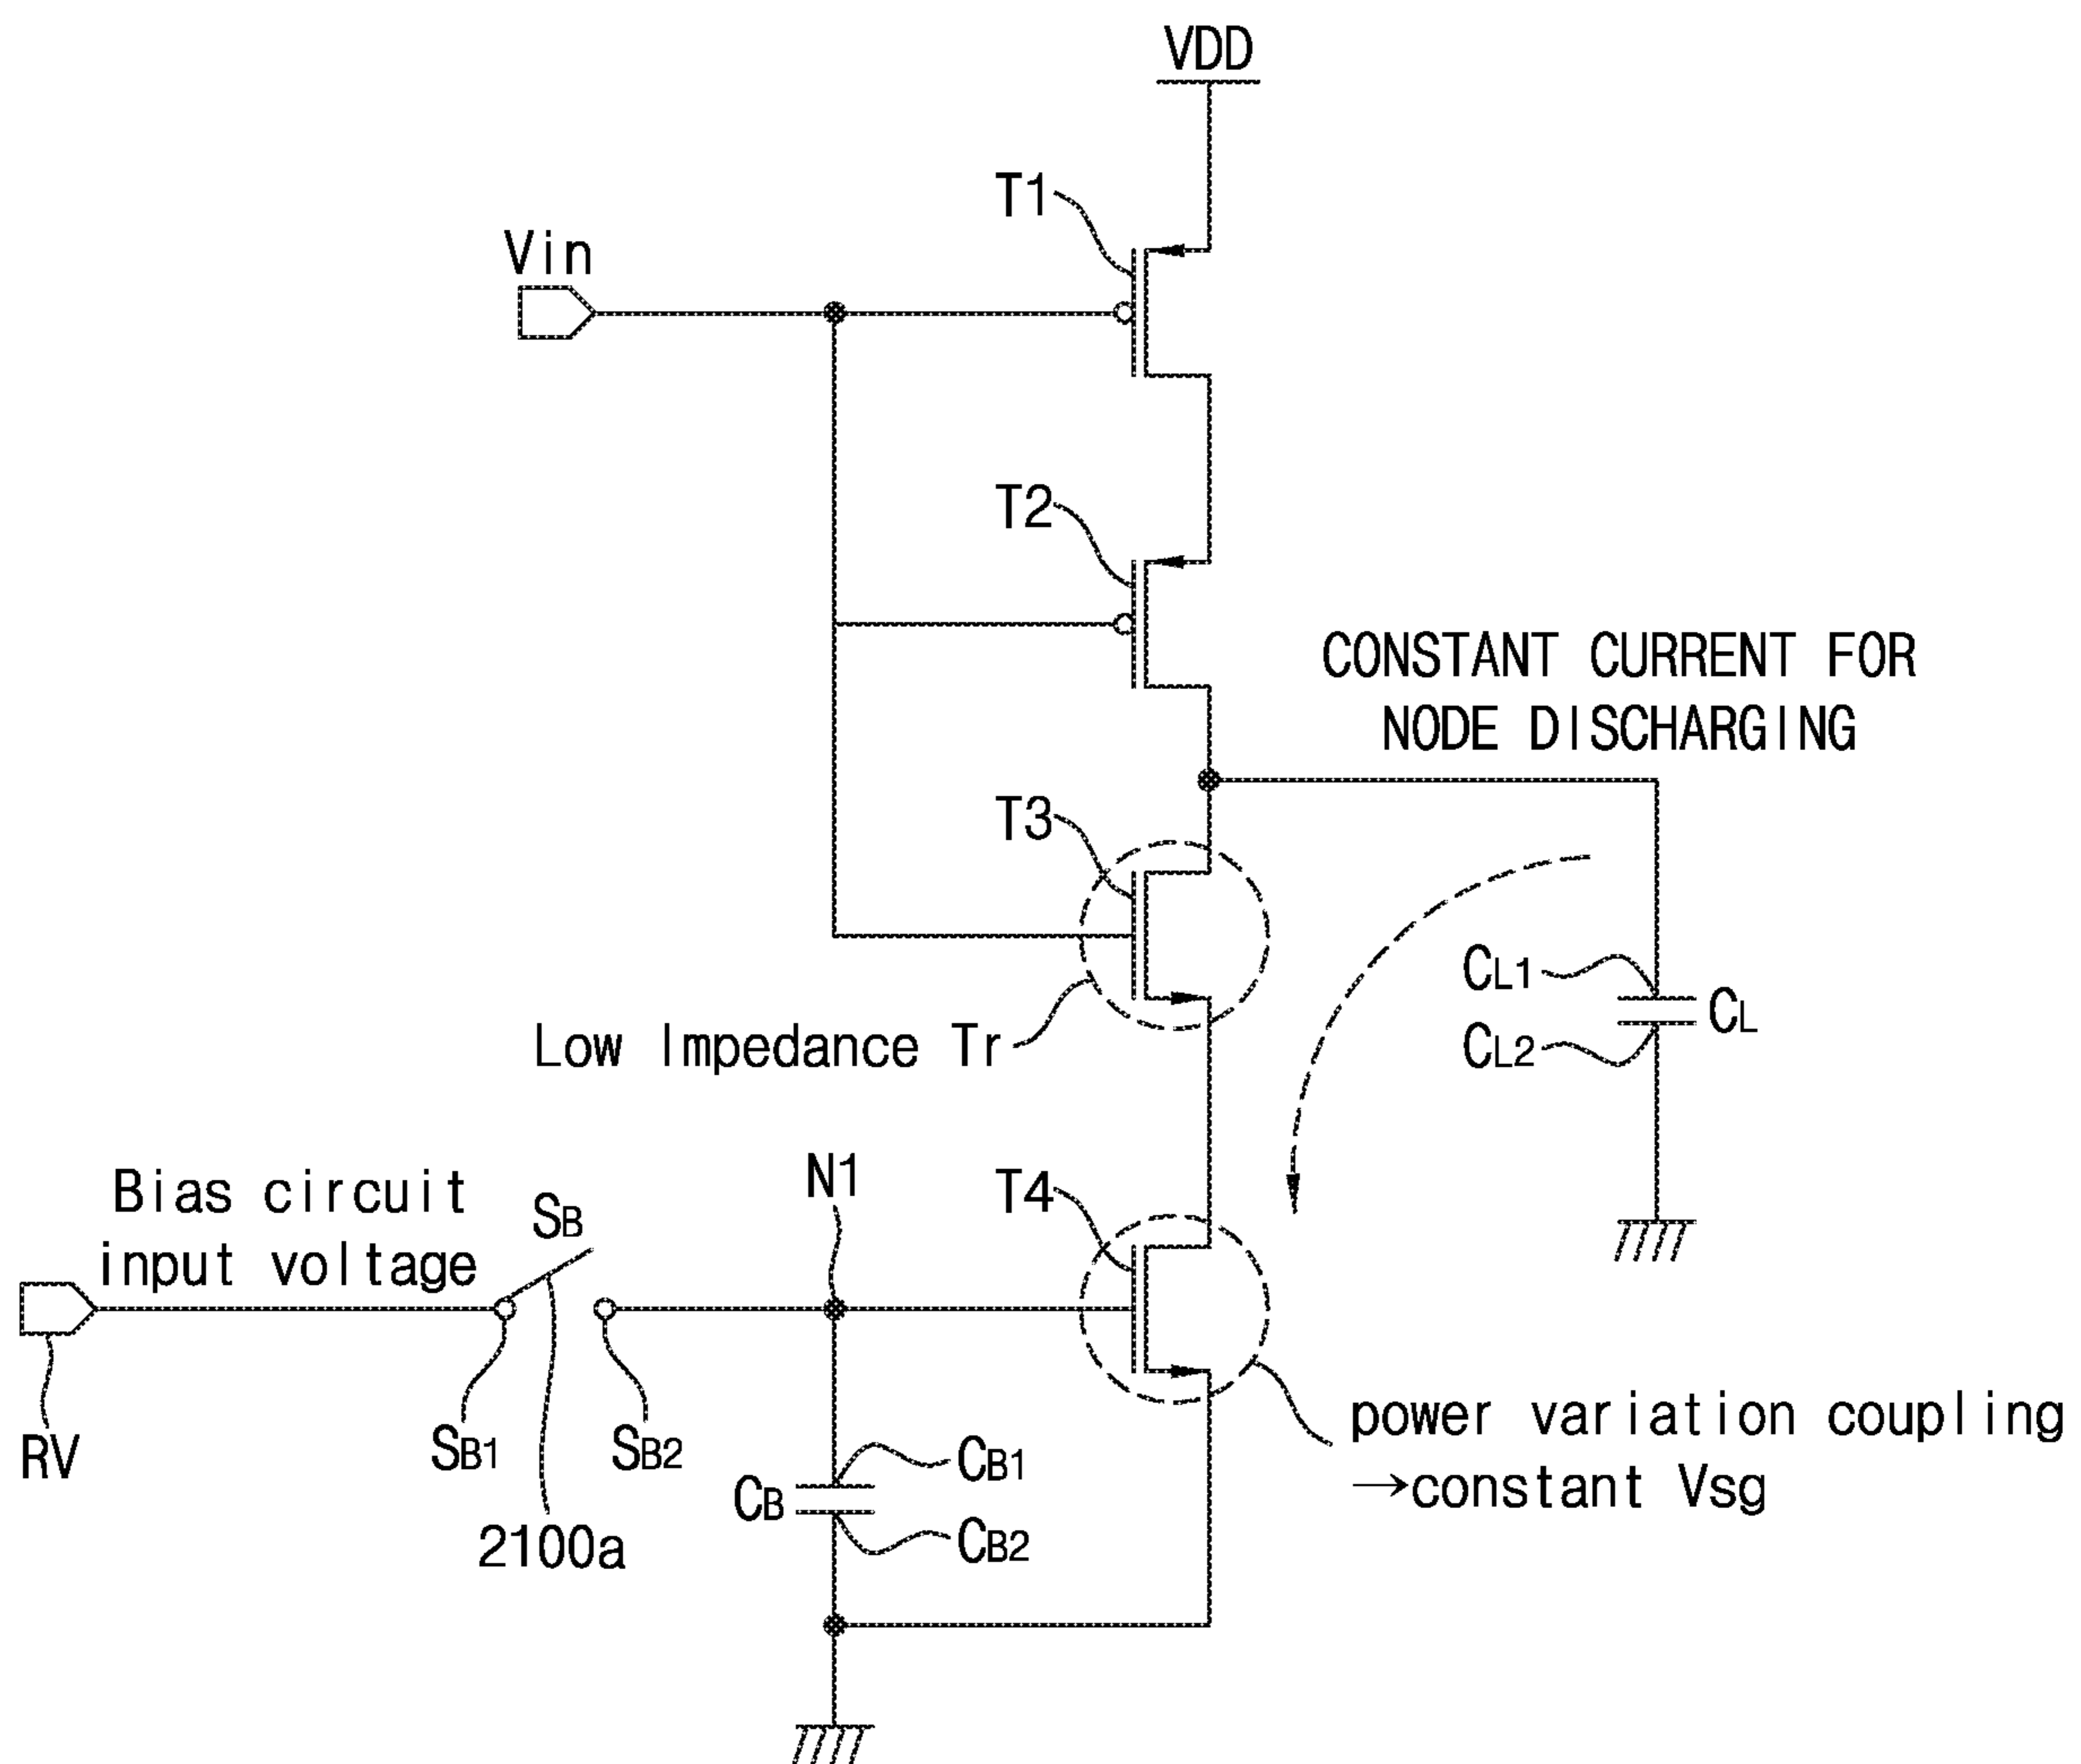 VDD
T1
Vin
T2
CONSTANT CURRENT FOR
NODE DISCHARGING
T3
CL1
CL
CL2
Low Impedance Tr
Bias circuit
input voltage
SB
N1
T4
RV
SB1
SB2
2100a
CB
CB1
CB2
power variation coupling
→constant Vsg